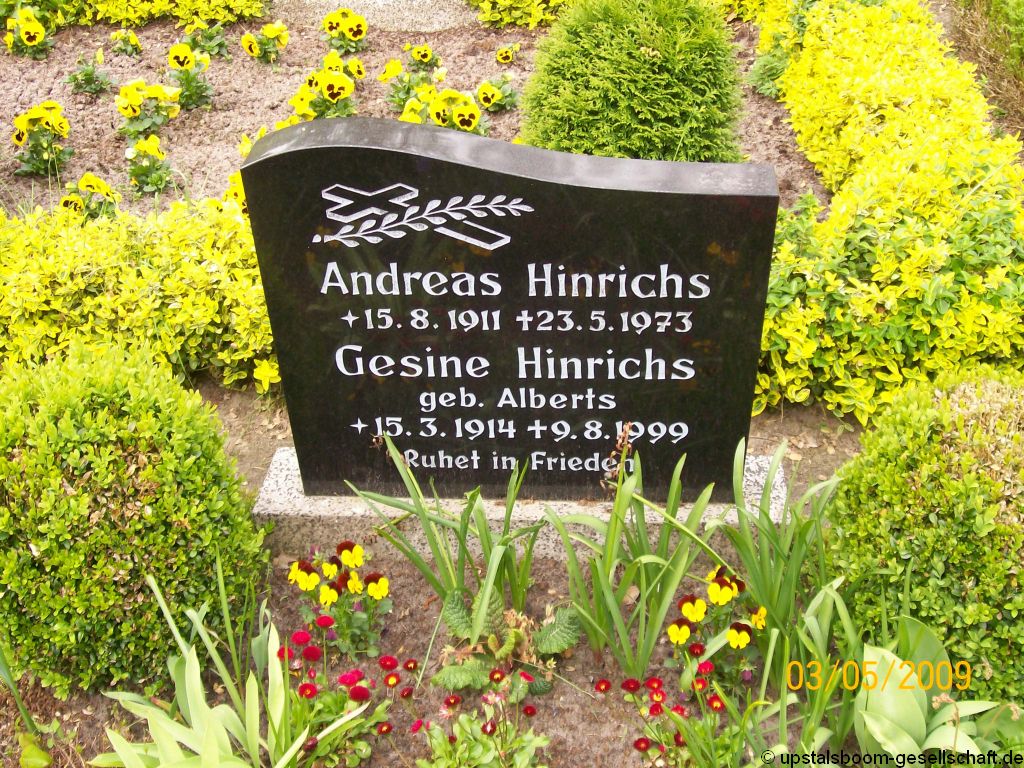 Andreas Hinrichs
✦15.8.1911 ✝23.5.1973
Gesine Hinrichs
geb. Alberts
✦15.3.1914 ✝9.8.1999
Ruhet in Frieden
03/05/2009
© upstalsboom-gesellschaft.de